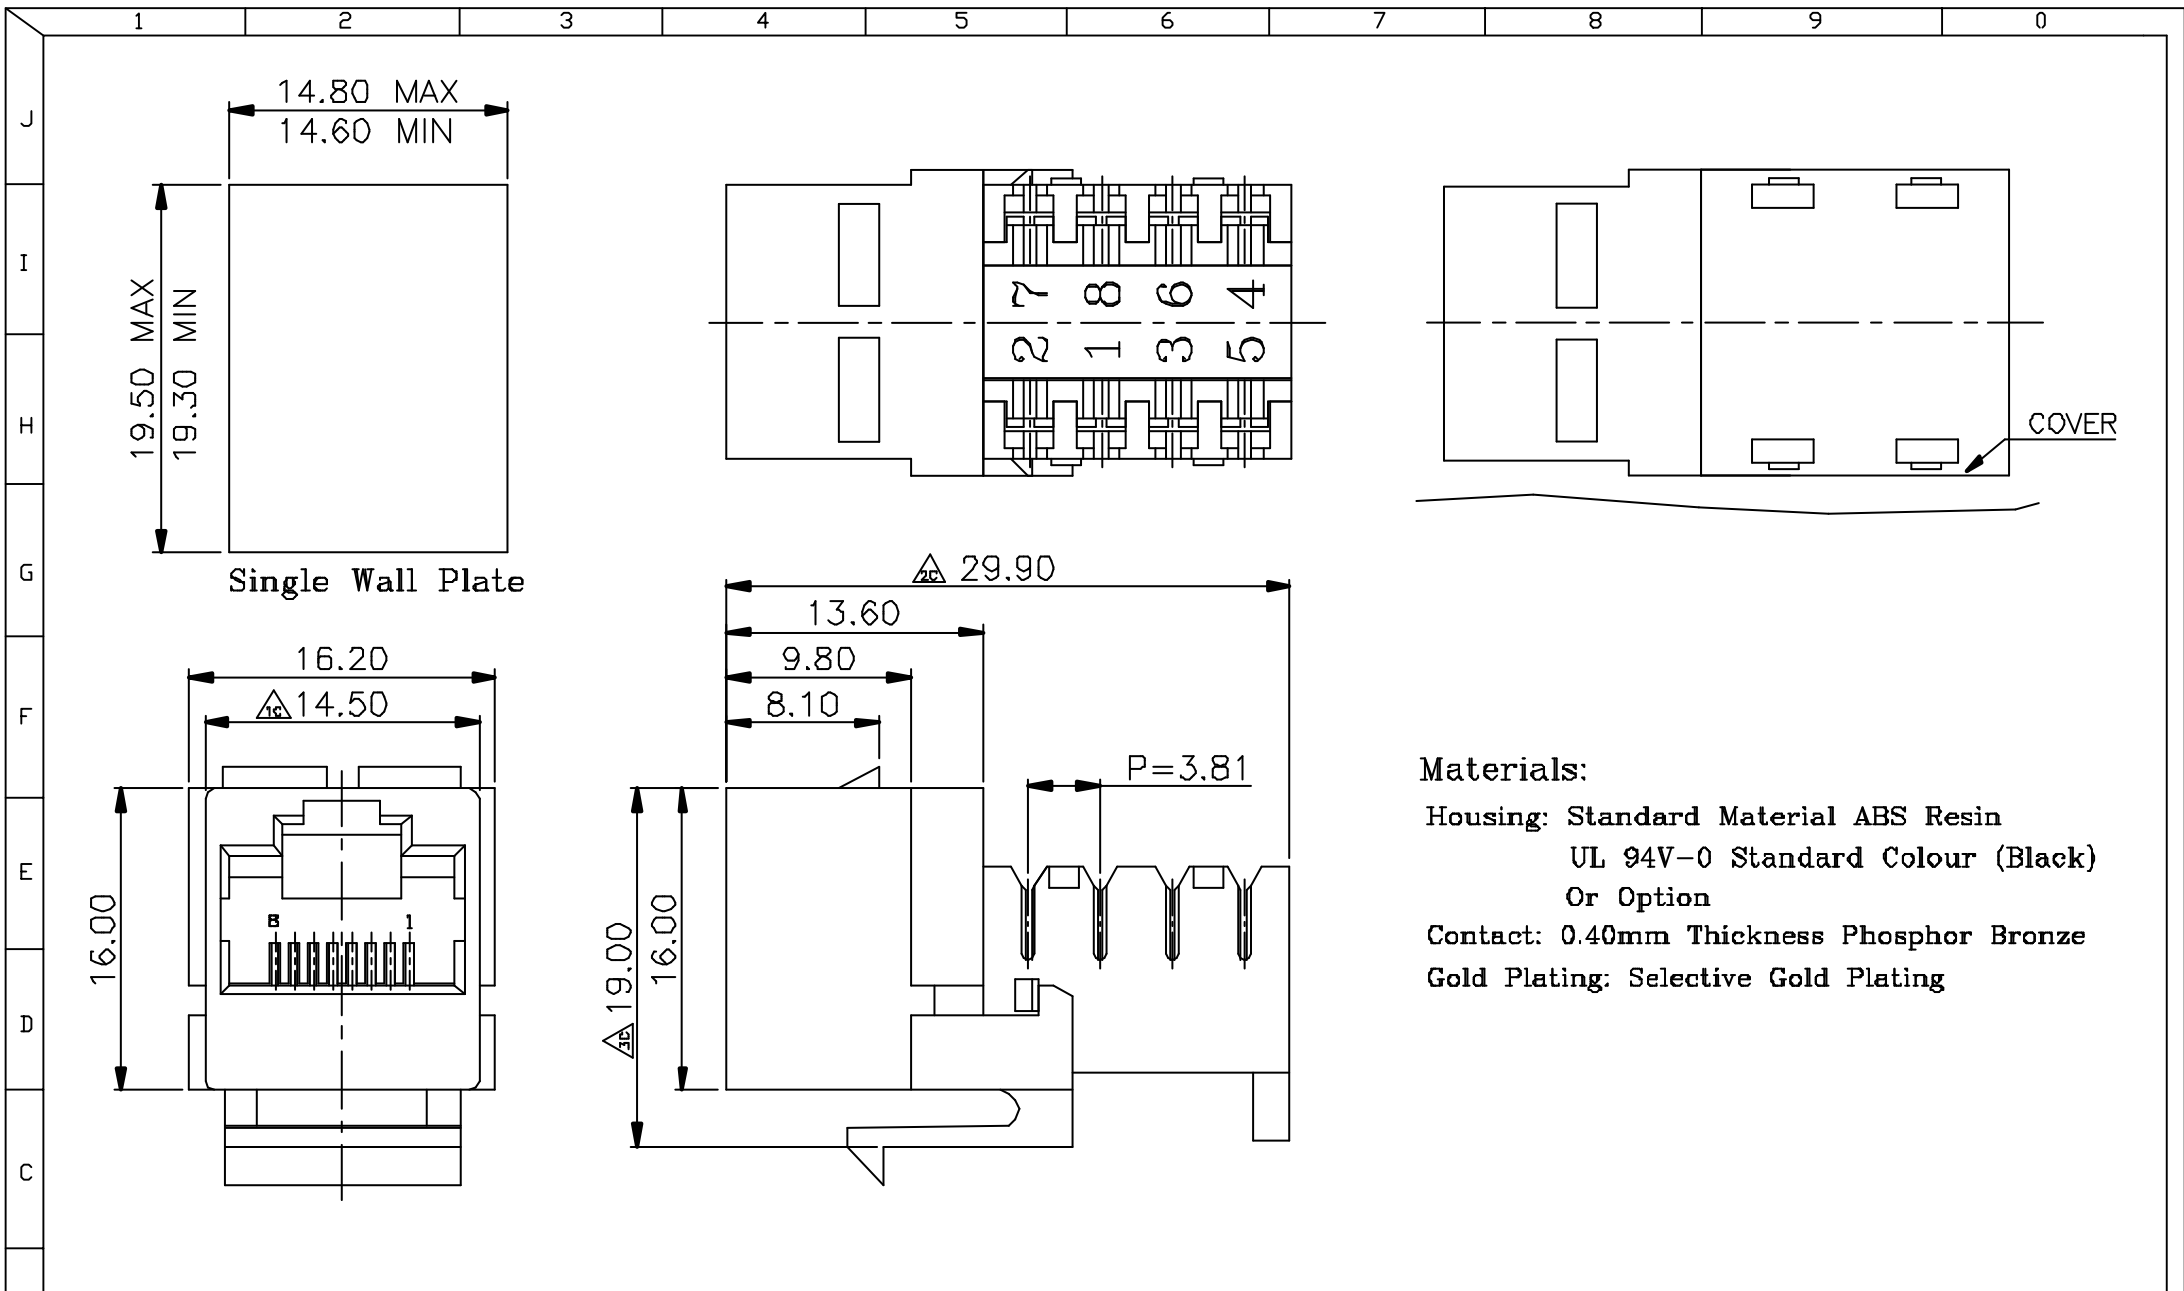 1 2 3 4 5 6 7 8 9 0
J
I
H
G
F
E
D
C
14.80 MAX
14.60 MIN
19.50 MAX
19.30 MIN
Single Wall Plate
7 8 6 4
2 1 3 5
COVER
2C 29.90
13.60
9.80
8.10
P=3.81
3C 19.00
16.00
16.20
1C 14.50
16.00
8 1
Materials:
Housing: Standard Material ABS Resin
UL 94V-0 Standard Colour (Black)
Or Option
Contact: 0.40mm Thickness Phosphor Bronze
Gold Plating: Selective Gold Plating